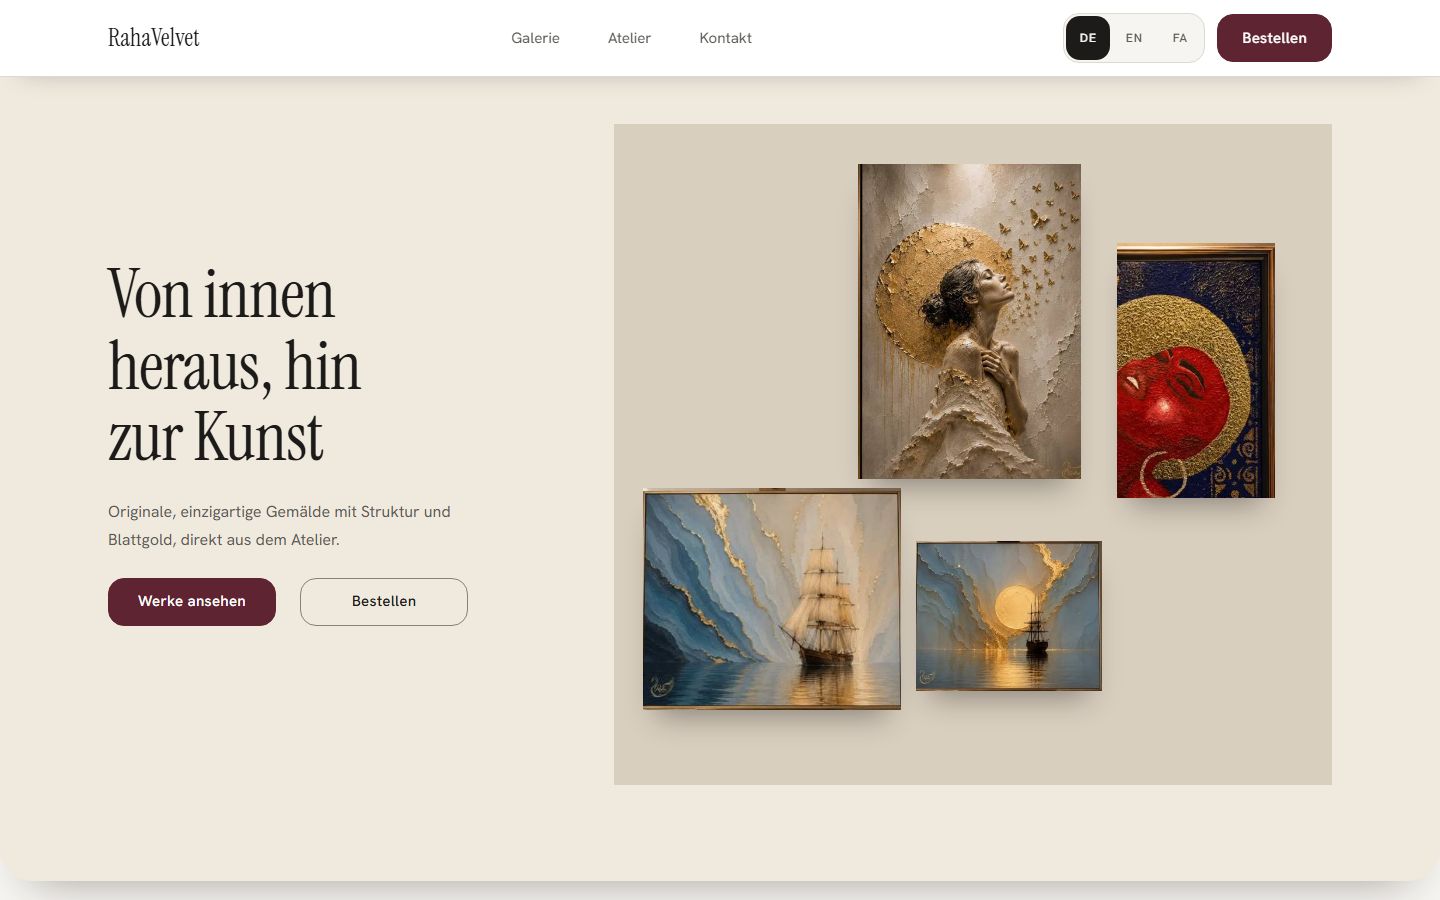 RahaVelvet
Galerie
Atelier
Kontakt
DE
EN
FA
Bestellen
Von innen
heraus, hin
zur Kunst
Originale, einzigartige Gemälde mit Struktur und
Blattgold, direkt aus dem Atelier.
Werke ansehen
Bestellen